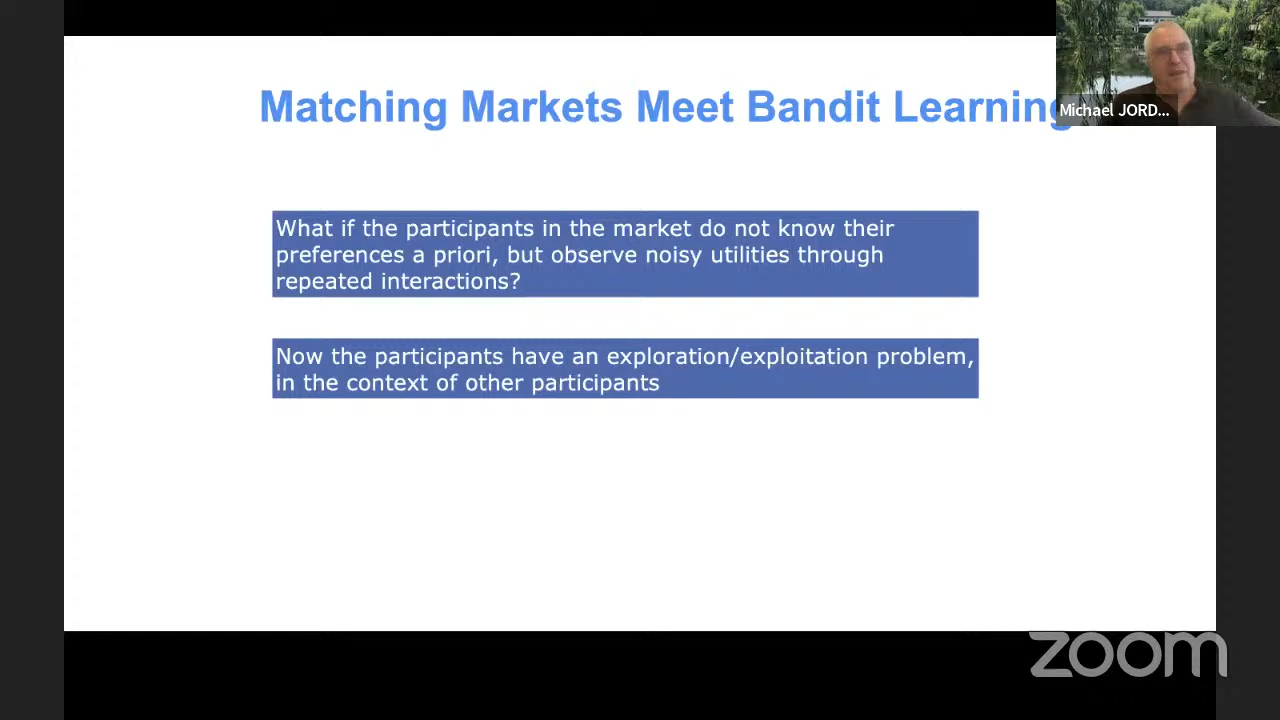 Matching Markets Meet Bandit Learning
Michael JORD...
What if the participants in the market do not know their
preferences a priori, but observe noisy utilities through
repeated interactions?
Now the participants have an exploration/exploitation problem,
in the context of other participants
zoom